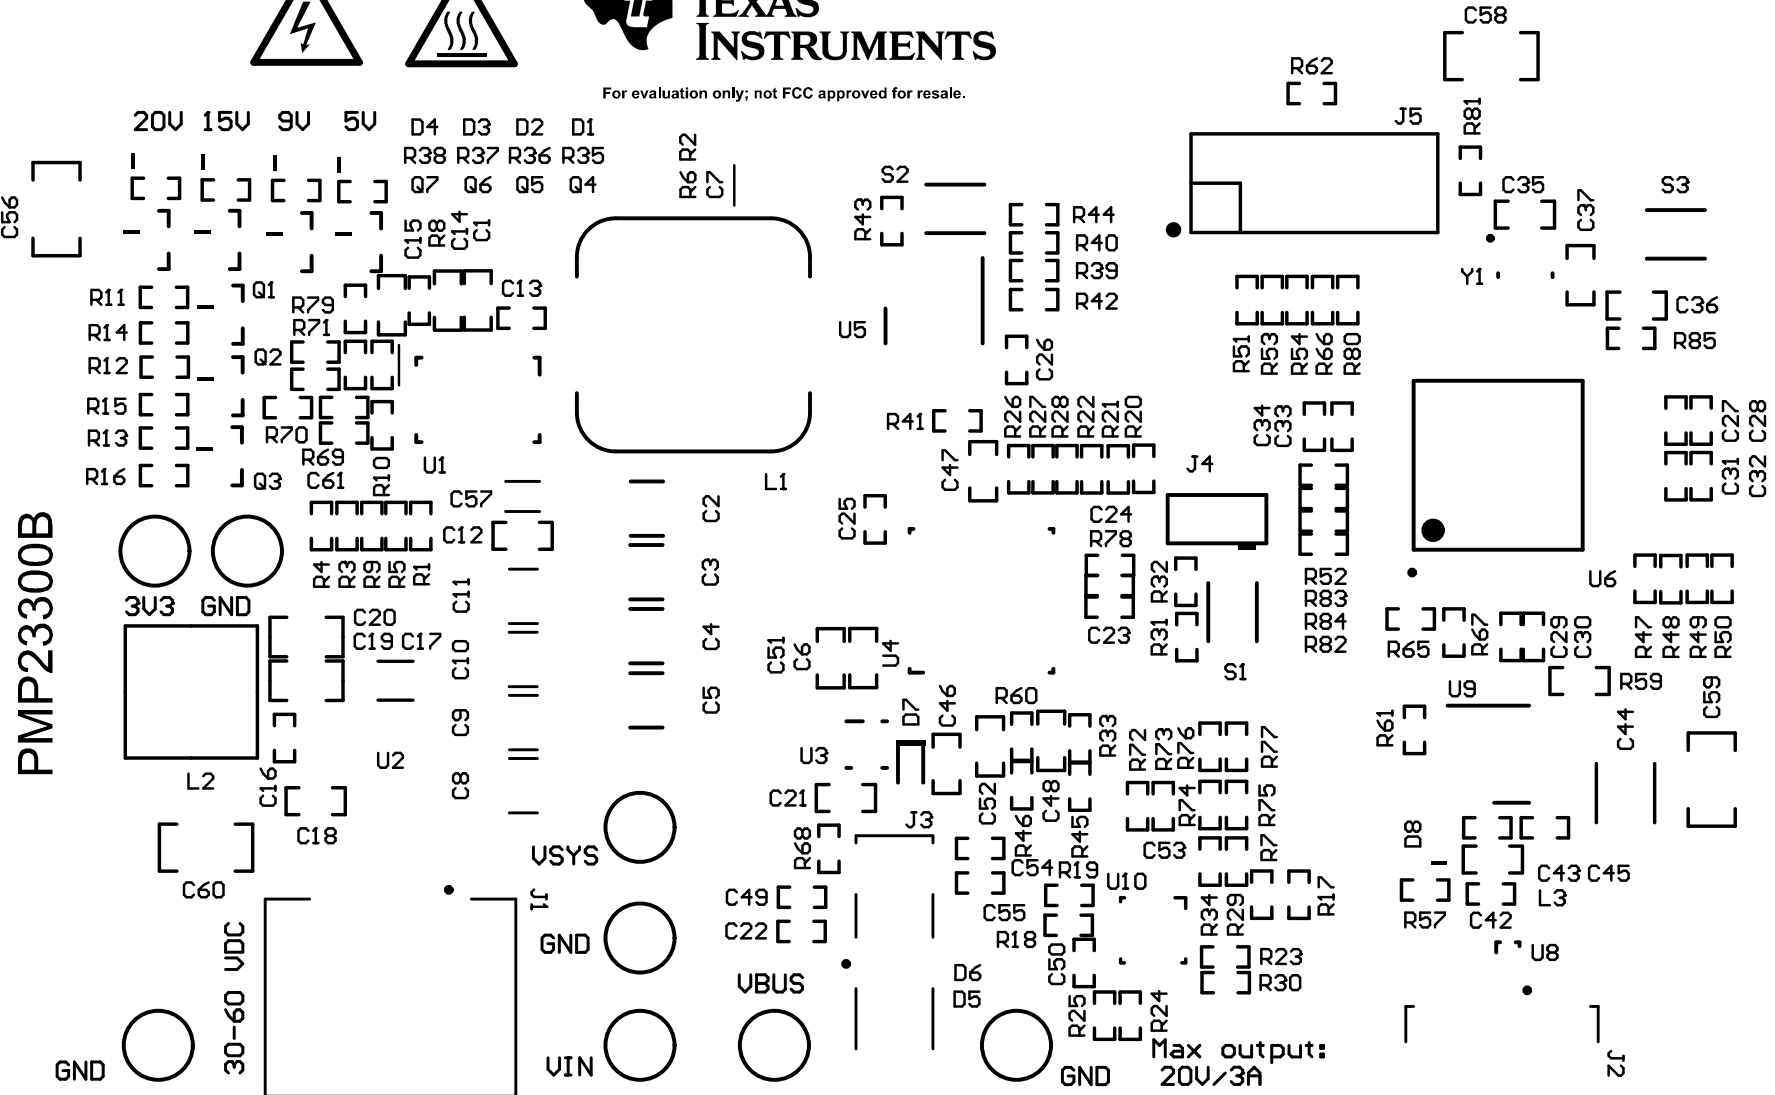 TEXAS
INSTRUMENTS
For evaluation only; not FCC approved for resale.
C58
R62
J5
R81
20V 15V 9V 5V
D4 D3 D2 D1
R38 R37 R36 R35
Q7 Q6 Q5 Q4
R6 R2
C7
C56
C15
R8
C14
C1
S2
R43
R44
R40
R39
R42
C35
C37
S3
Y1
C36
R85
R11
R14
R12
R15
R13
R16
Q1
Q2
Q3
R79
R71
R70
R69
C61
R10
C13
U1
U5
C26
R51
R53
R54
R66
R80
R41
R26
R27
R28
R22
R21
R20
C34
C33
C27
C28
C31
C32
C47
L1
J4
C57
C12
C2
C25
C24
R78
PMP23300B
3V3 GND
R4
R3
R9
R5
R1
C11
C3
R32
R52
R83
R84
R82
U6
C20
C19 C17
C10
C4
C51
C6
U4
C23
R31
S1
R65
R67
C29
C30
R47
R48
R49
R50
C5
C9
D7
C46
R60
R33
U9
R59
R61
C44
C59
L2
C16
U2
C8
U3
C21
C52
C48
R72
R73
R76
R77
R74
R75
C18
VSYS
R68
J3
R46
R45
C53
R7
D8
C60
C54 R19
U10
C43 C45
L3
J1
C49
C22
C55
R18
R34
R29
R17
R57
C42
GND
C50
R23
R30
U8
30-60 VDC
VBUS
D6
D5
R25
R24
GND
VIN
GND
Max output:
20V/3A
J2